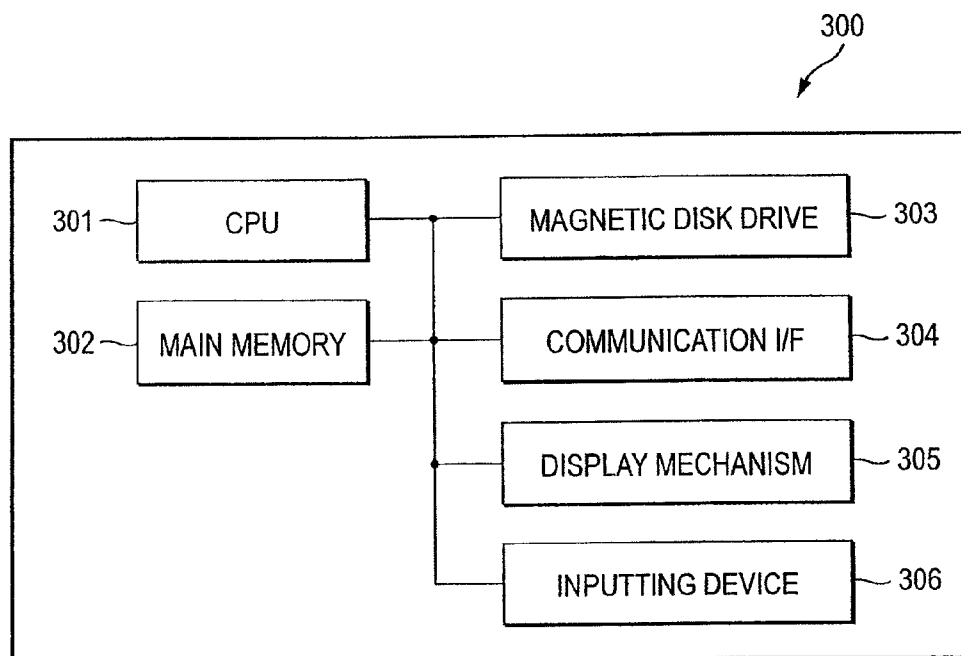 300
301 CPU MAGNETIC DISK DRIVE 303
302 MAIN MEMORY COMMUNICATION I/F 304
DISPLAY MECHANISM 305
INPUTTING DEVICE 306